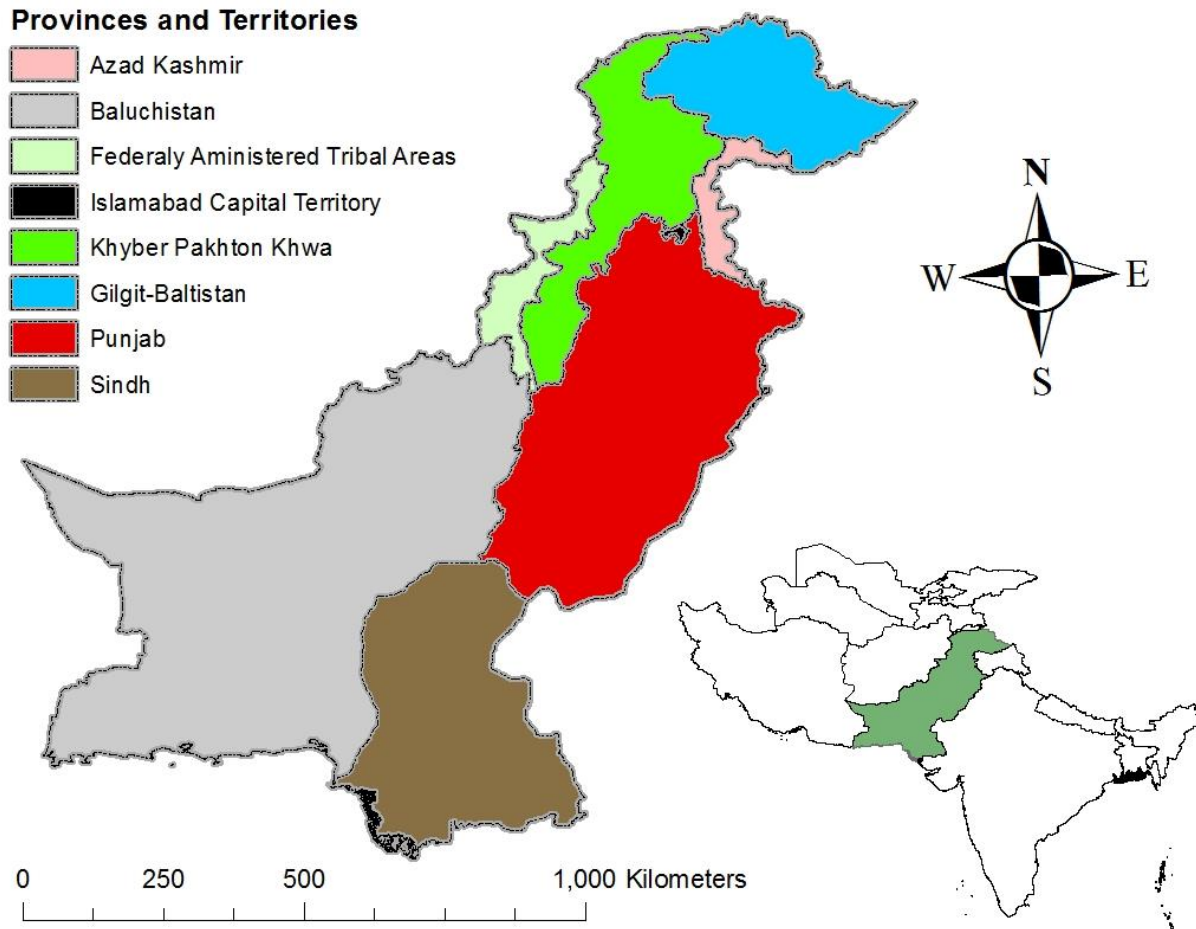 Provinces and Territories
Azad Kashmir
Baluchistan
Federaly Aministered Tribal Areas
Islamabad Capital Territory
Khyber Pakhton Khwa
Gilgit-Baltistan
Punjab
Sindh
N
W E
S
0 250 500 1,000 Kilometers